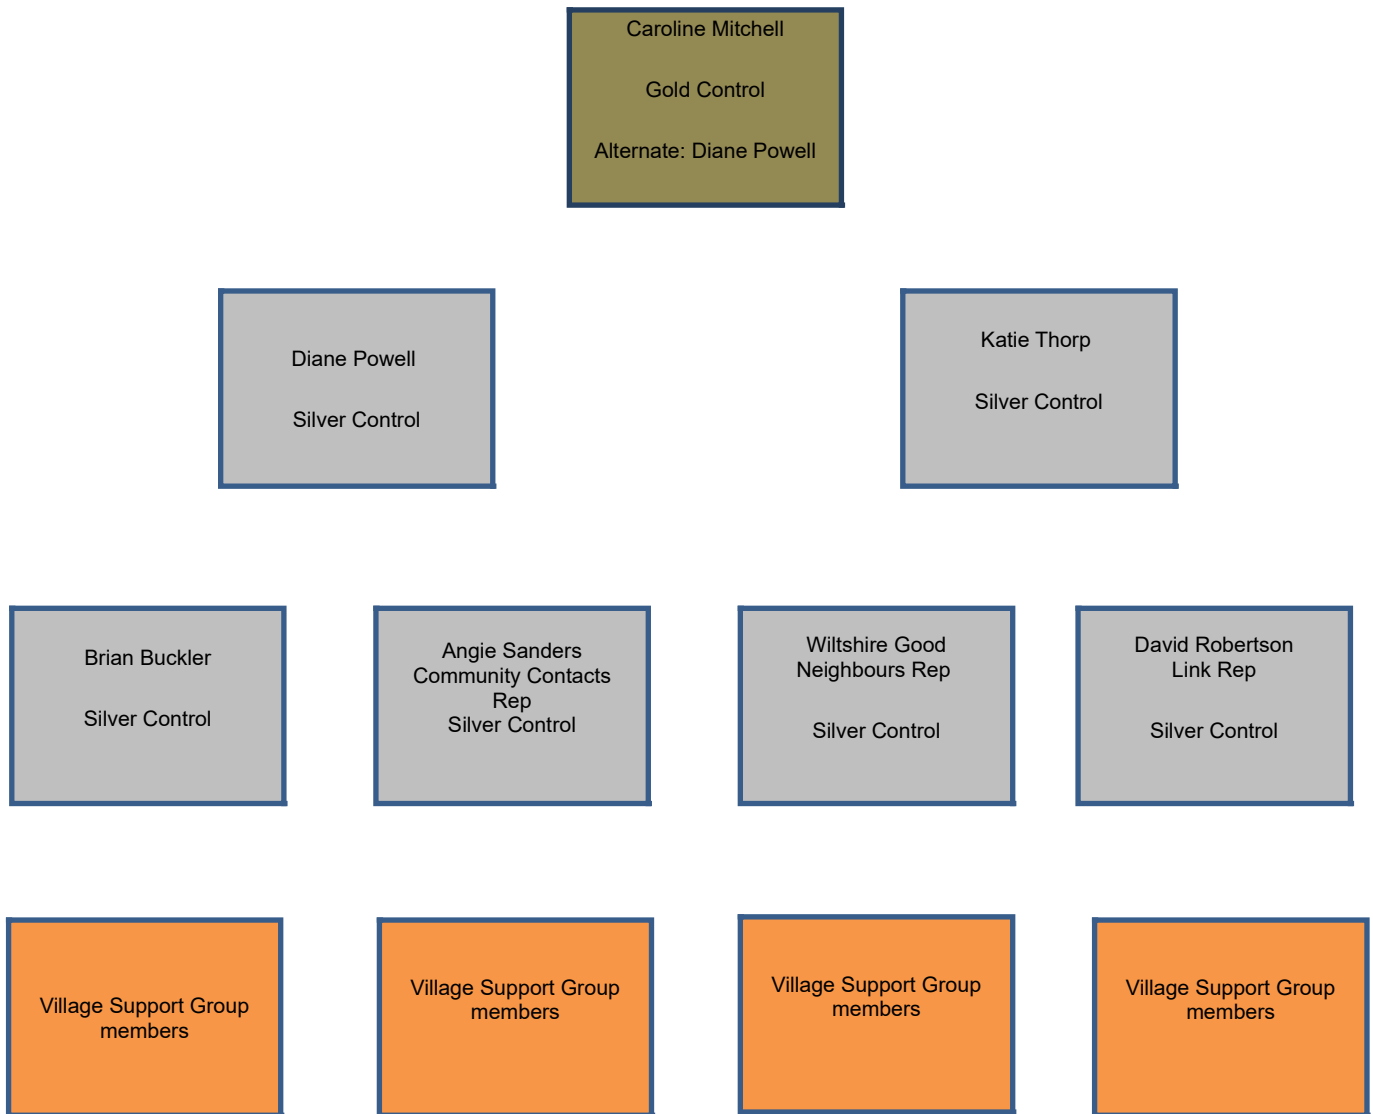 Caroline Mitchell
Gold Control
Alternate: Diane Powell
Diane Powell
Silver Control
Katie Thorp
Silver Control
Brian Buckler
Silver Control
Angie Sanders
Community Contacts
Rep
Silver Control
Wiltshire Good
Neighbours Rep
Silver Control
David Robertson
Link Rep
Silver Control
Village Support Group
members
Village Support Group
members
Village Support Group
members
Village Support Group
members